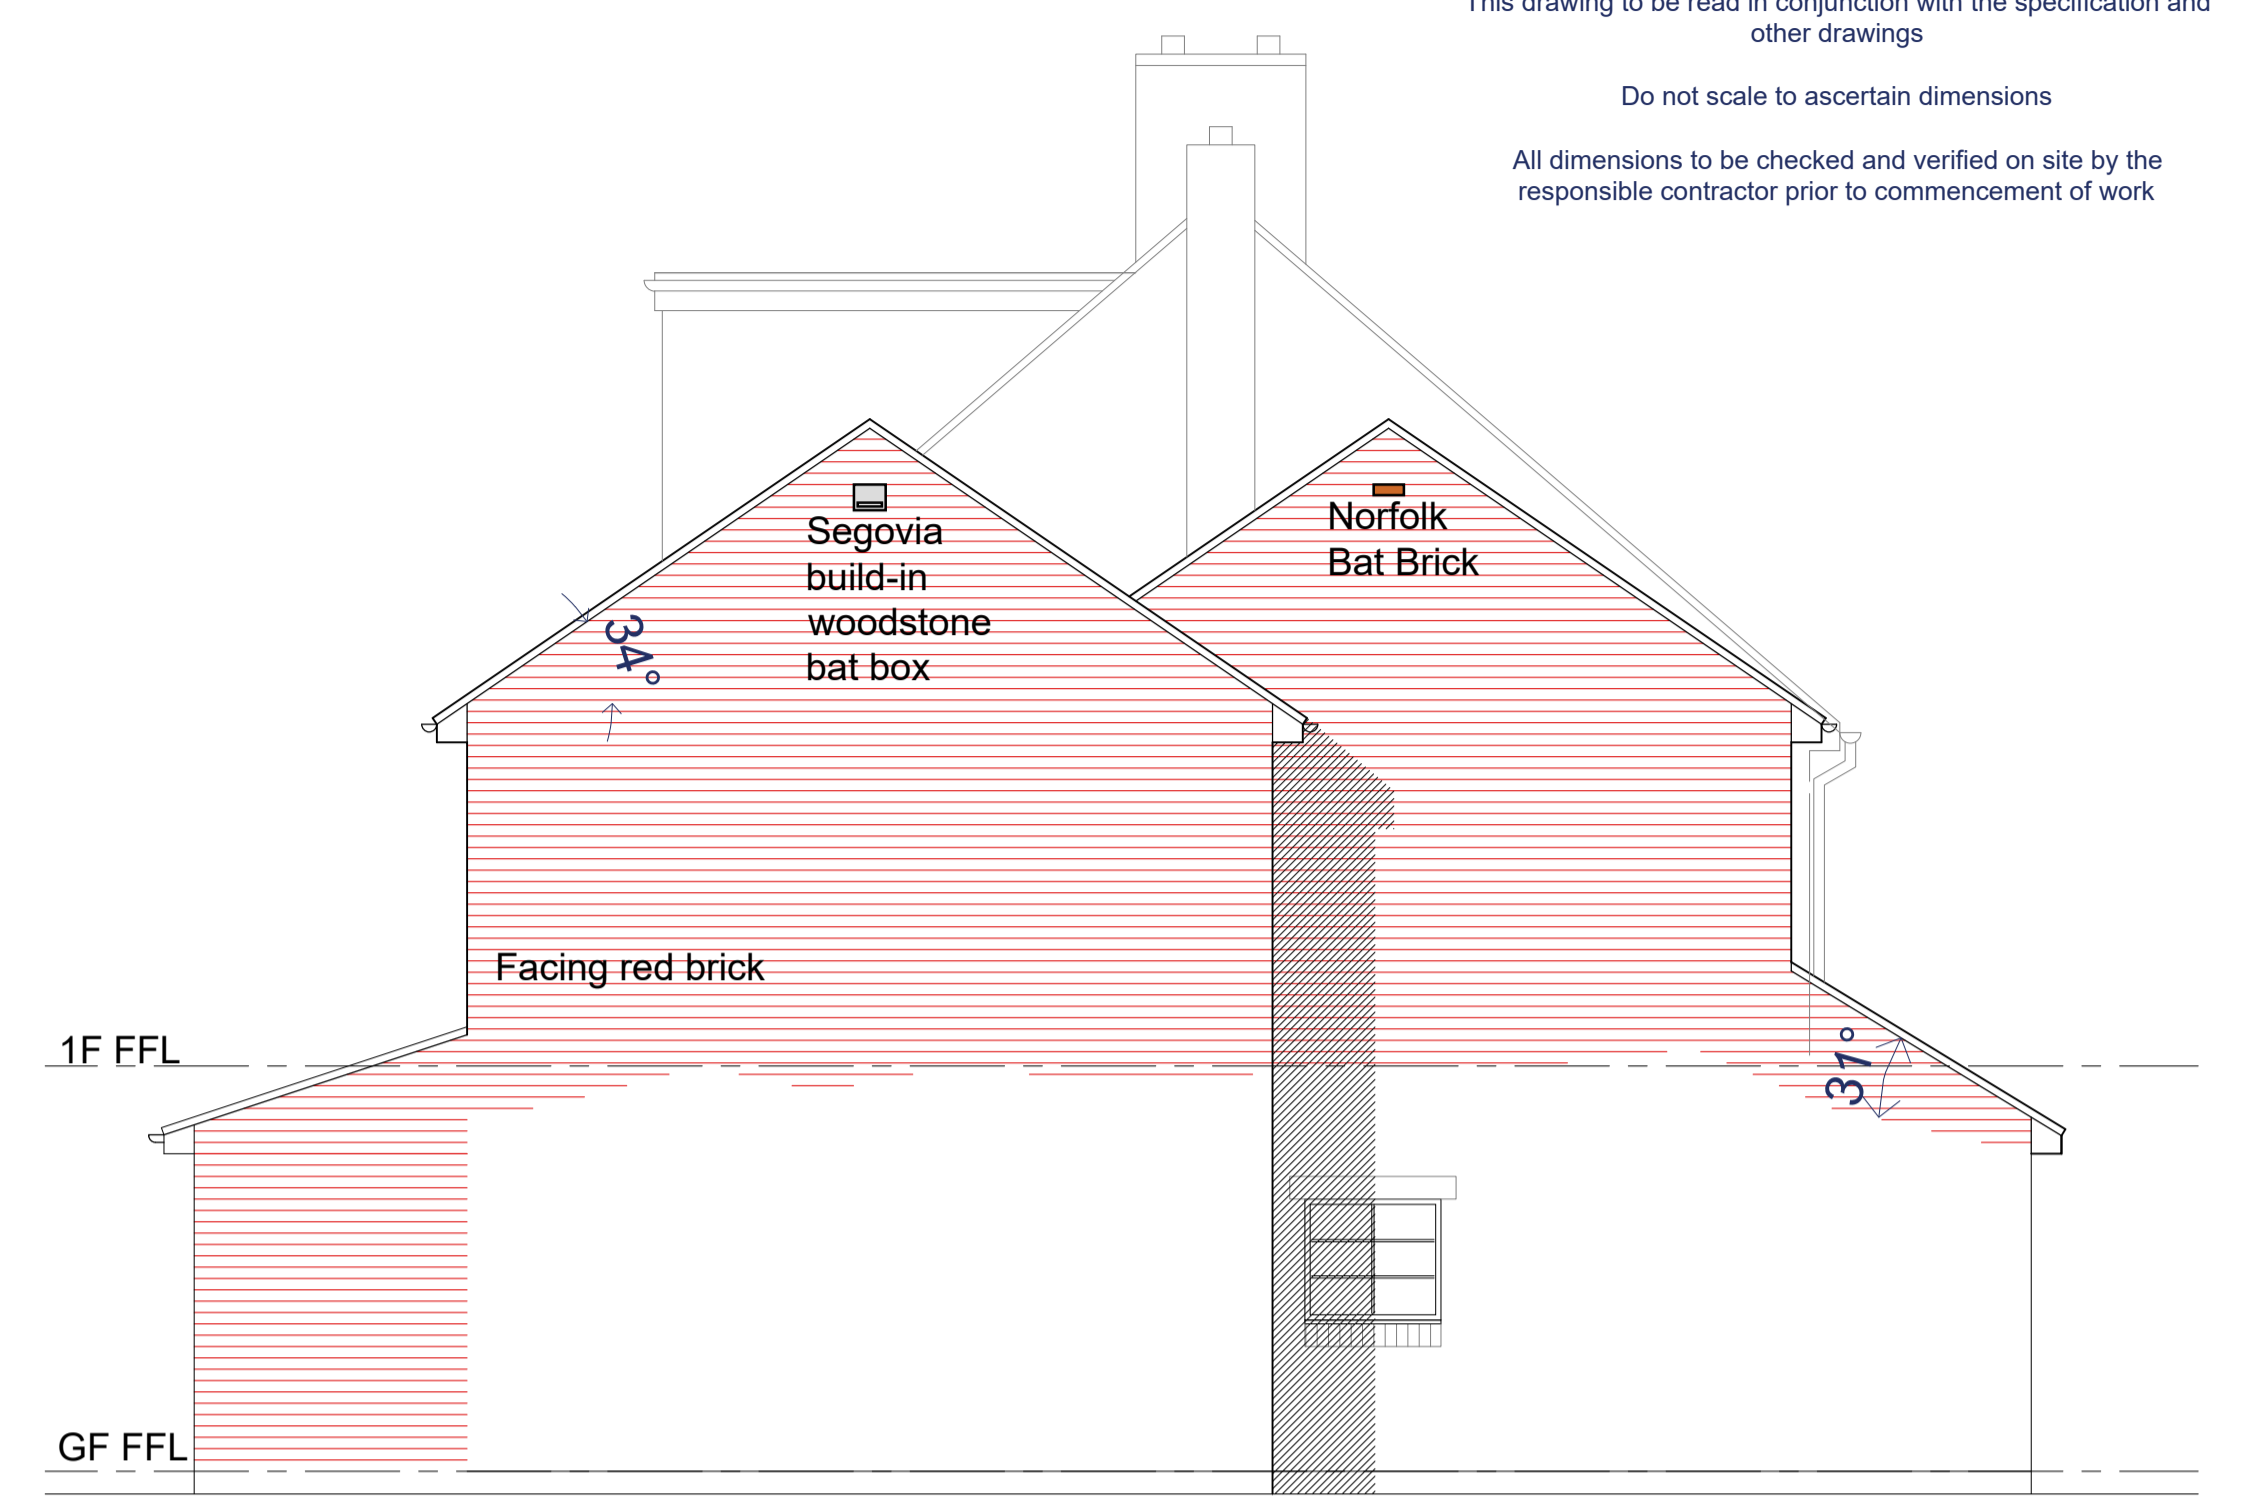 This drawing to be read in conjunction with the specification and
other drawings
Do not scale to ascertain dimensions
All dimensions to be checked and verified on site by the
responsible contractor prior to commencement of work
Segovia
build-in
woodstone
bat box
Norfolk
Bat Brick
34°
Facing red brick
1F FFL
31°
GF FFL